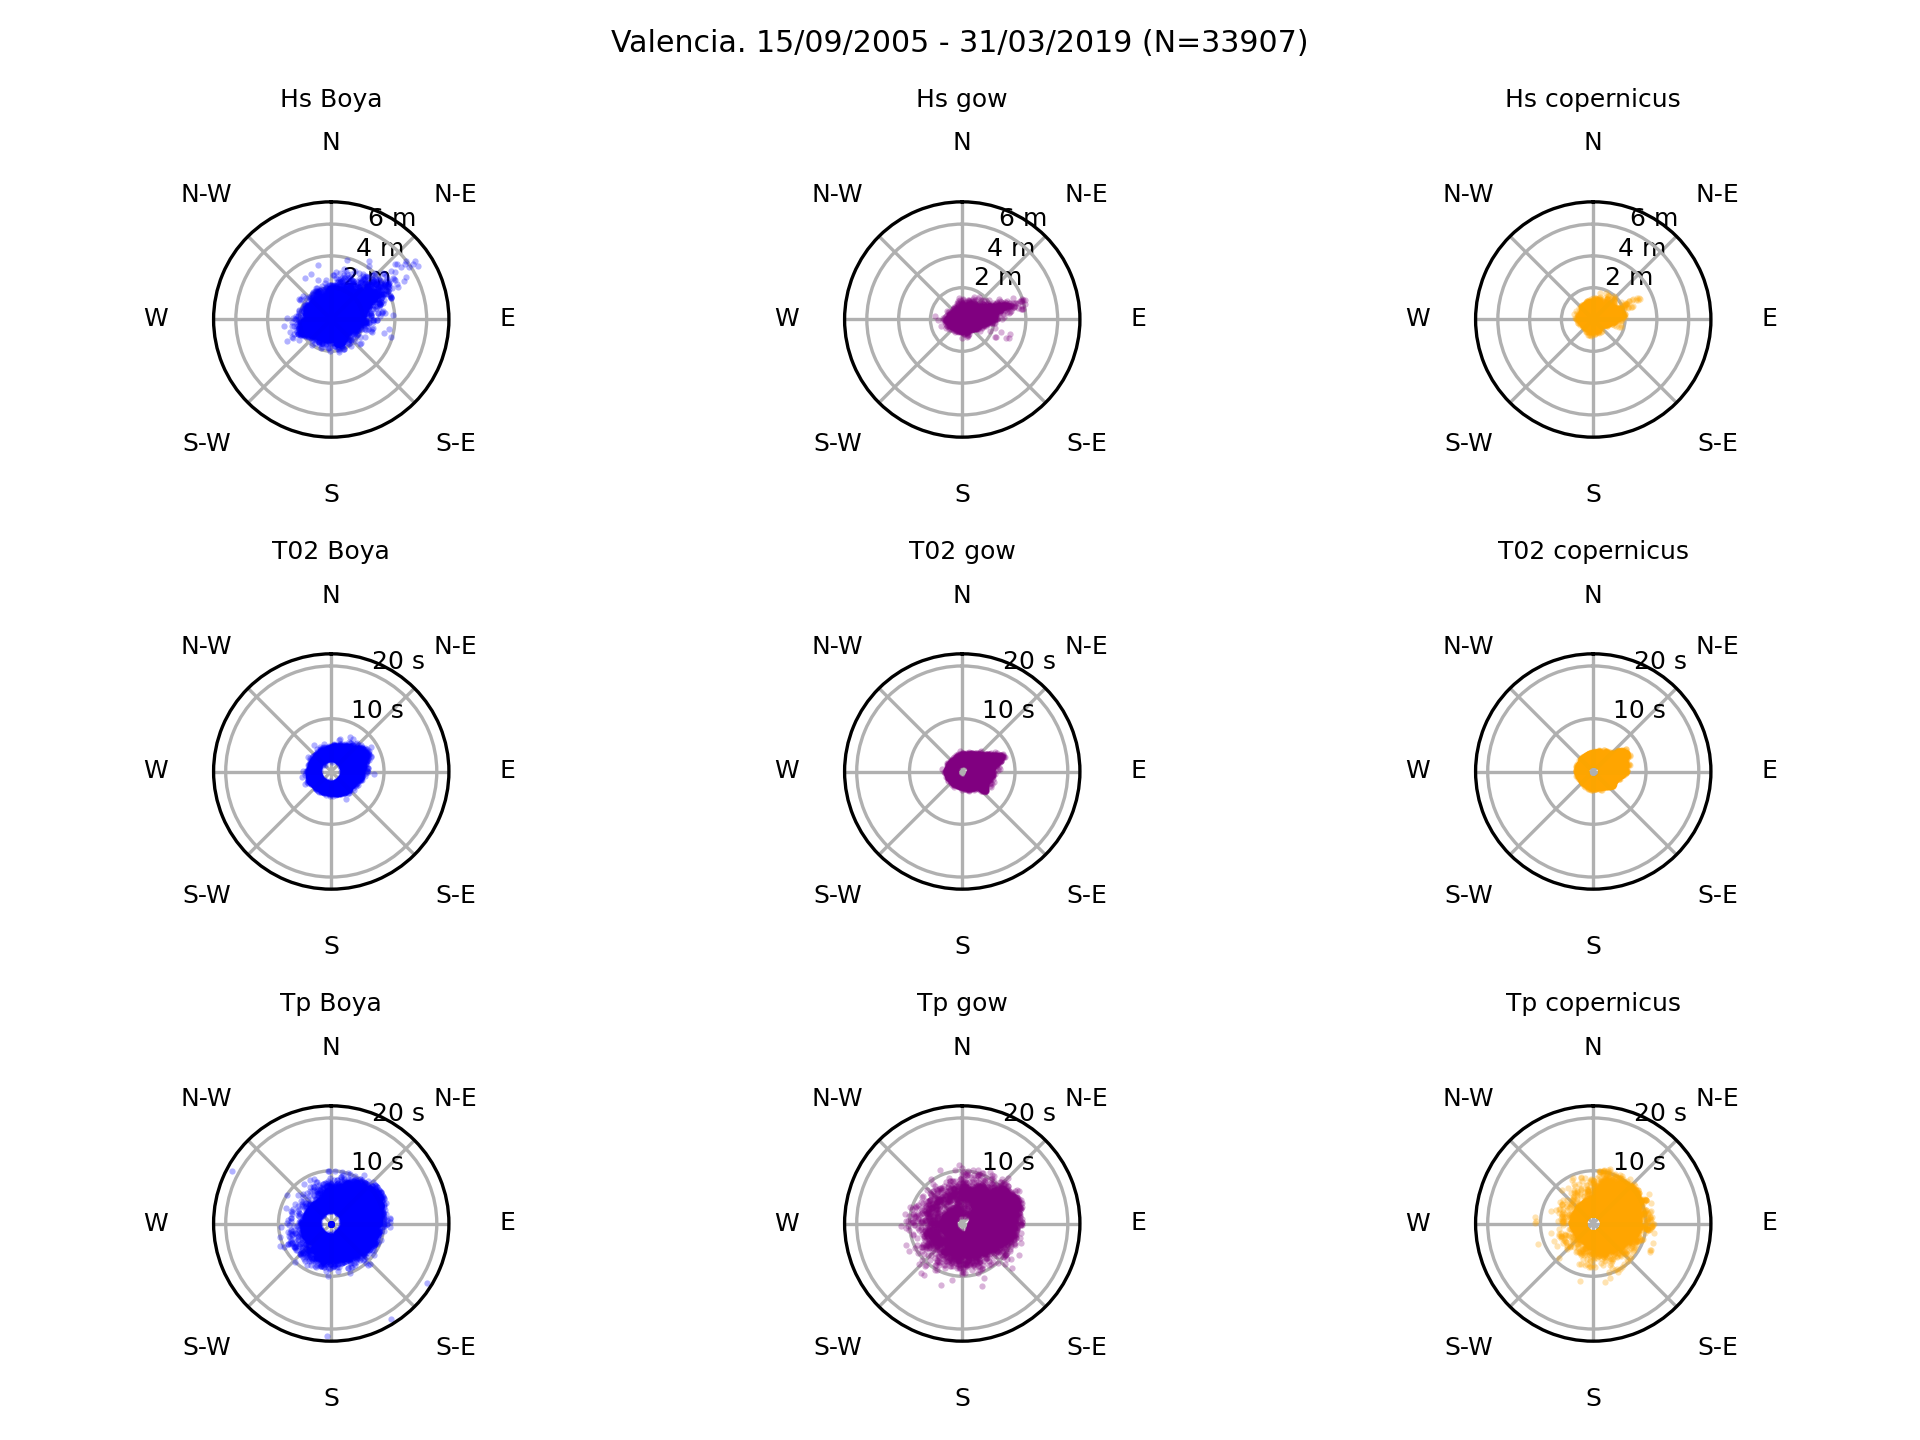 Valencia. 15/09/2005 - 31/03/2019 (N=33907)
Hs Boya
N
N-W
N-E
6 m
4 m
2 m
W
E
S-W
S-E
S
Hs gow
N
N-W
N-E
6 m
4 m
2 m
W
E
S-W
S-E
S
Hs copernicus
N
N-W
N-E
6 m
4 m
2 m
W
E
S-W
S-E
S
T02 Boya
N
N-W
N-E
20 s
10 s
W
E
S-W
S-E
S
T02 gow
N
N-W
N-E
20 s
10 s
W
E
S-W
S-E
S
T02 copernicus
N
N-W
N-E
20 s
10 s
W
E
S-W
S-E
S
Tp Boya
N
N-W
N-E
20 s
10 s
W
E
S-W
S-E
S
Tp gow
N
N-W
N-E
20 s
10 s
W
E
S-W
S-E
S
Tp copernicus
N
N-W
N-E
20 s
10 s
W
E
S-W
S-E
S